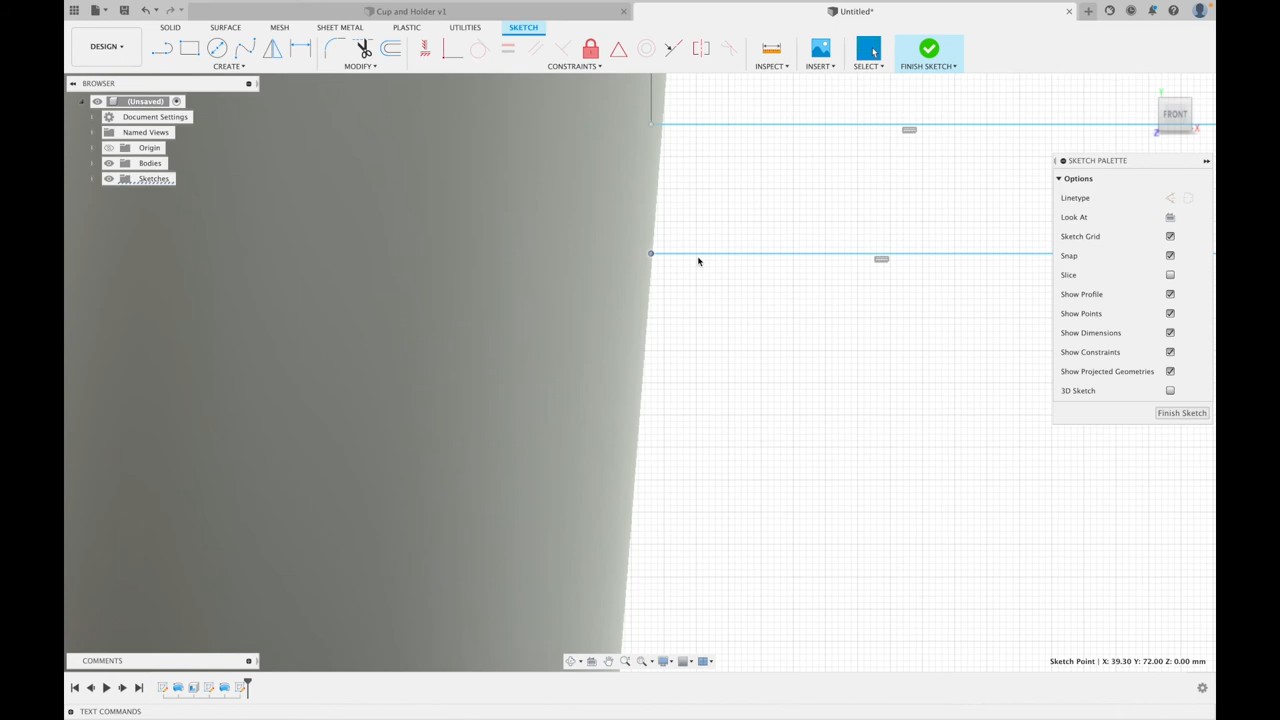 Cup and Holder v1
Untitled*
DESIGN
SOLID
SURFACE
MESH
SHEET METAL
PLASTIC
UTILITIES
SKETCH
CREATE
MODIFY
CONSTRAINTS
INSPECT
INSERT
SELECT
FINISH SKETCH
BROWSER
(Unsaved)
Document Settings
Named Views
Origin
Bodies
Sketches
Y
FRONT
Z
X
SKETCH PALETTE
Options
Linetype
Look At
Sketch Grid
Snap
Slice
Show Profile
Show Points
Show Dimensions
Show Constraints
Show Projected Geometries
3D Sketch
Finish Sketch
COMMENTS
Sketch Point | X: 39.30 Y: 72.00 Z: 0.00 mm
TEXT COMMANDS